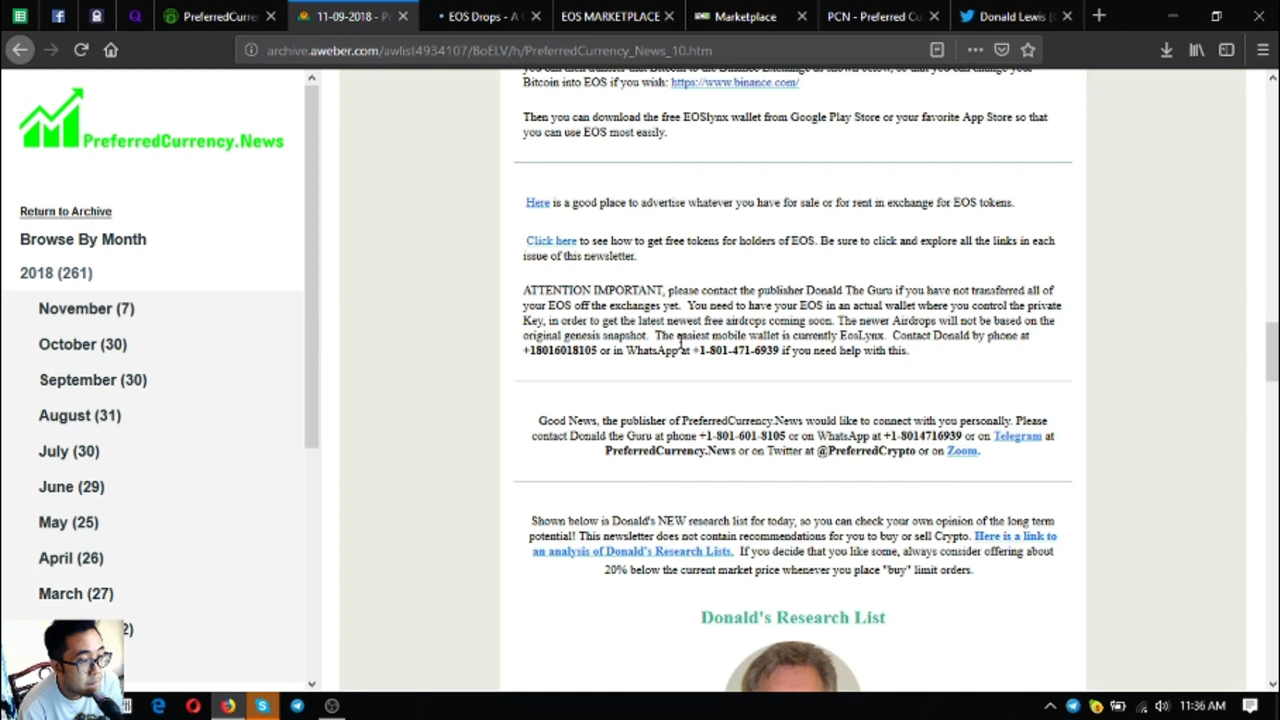 PreferredCurre
11-09-2018 - P
EOS Drops - A
EOS MARKETPLACE
Marketplace
PCN - Preferred Cu
Donald Lewis (
archive.aweber.com/awlist4934107/BoELV/h/PreferredCurrency_News_10.htm
PreferredCurrency.News
Return to Archive
Browse By Month
2018 (261)
November (7)
October (30)
September (30)
August (31)
July (30)
June (29)
May (25)
April (26)
March (27)
2)
Bitcoin into EOS if you wish: https://www.binance.com/
Then you can download the free EOSlynx wallet from Google Play Store or your favorite App Store so that
you can use EOS most easily.
Here is a good place to advertise whatever you have for sale or for rent in exchange for EOS tokens.
Click here to see how to get free tokens for holders of EOS. Be sure to click and explore all the links in each
issue of this newsletter.
ATTENTION IMPORTANT, please contact the publisher Donald The Guru if you have not transferred all of
your EOS off the exchanges yet. You need to have your EOS in an actual wallet where you control the private
Key, in order to get the latest newest free airdrops coming soon. The newer Airdrops will not be based on the
original genesis snapshot. The easiest mobile wallet is currently EosLynx. Contact Donald by phone at
+18016018105 or in WhatsApp at +1-801-471-6939 if you need help with this.
Good News, the publisher of PreferredCurrency.News would like to connect with you personally. Please
contact Donald the Guru at phone +1-801-601-8105 or on WhatsApp at +1-8014716939 or on Telegram at
PreferredCurrency.News or on Twitter at @PreferredCrypto or on Zoom.
Shown below is Donald's NEW research list for today, so you can check your own opinion of the long term
potential! This newsletter does not contain recommendations for you to buy or sell Crypto. Here is a link to
an analysis of Donald's Research Lists. If you decide that you like some, always consider offering about
20% below the current market price whenever you place "buy" limit orders.
Donald's Research List
11:36 AM